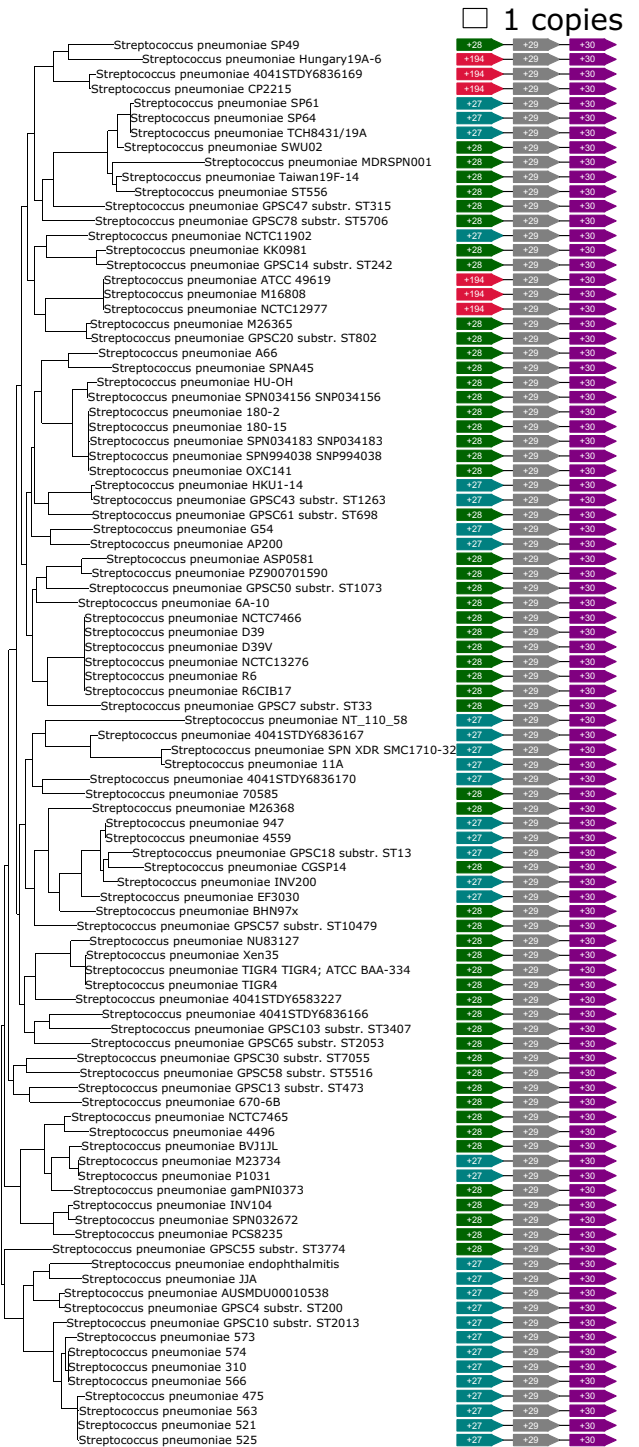 1 copies
Streptococcus pneumoniae SP49 +28 +29 +30
Streptococcus pneumoniae Hungary19A-6 +194 +29 +30
Streptococcus pneumoniae 4041STDY6836169 +194 +29 +30
Streptococcus pneumoniae CP2215 +194 +29 +30
Streptococcus pneumoniae SP61 +27 +29 +30
Streptococcus pneumoniae SP64 +27 +29 +30
Streptococcus pneumoniae TCH8431/19A +27 +29 +30
Streptococcus pneumoniae SWU02 +28 +29 +30
Streptococcus pneumoniae MDRSPN001 +28 +29 +30
Streptococcus pneumoniae Taiwan19F-14 +28 +29 +30
Streptococcus pneumoniae ST556 +28 +29 +30
Streptococcus pneumoniae GPSC47 substr. ST315 +28 +29 +30
Streptococcus pneumoniae GPSC78 substr. ST5706 +28 +29 +30
Streptococcus pneumoniae NCTC11902 +27 +29 +30
Streptococcus pneumoniae KK0981 +28 +29 +30
Streptococcus pneumoniae GPSC14 substr. ST242 +28 +29 +30
Streptococcus pneumoniae ATCC 49619 +194 +29 +30
Streptococcus pneumoniae M16808 +194 +29 +30
Streptococcus pneumoniae NCTC12977 +194 +29 +30
Streptococcus pneumoniae M26365 +28 +29 +30
Streptococcus pneumoniae GPSC20 substr. ST802 +28 +29 +30
Streptococcus pneumoniae A66 +28 +29 +30
Streptococcus pneumoniae SPNA45 +28 +29 +30
Streptococcus pneumoniae HU-OH +28 +29 +30
Streptococcus pneumoniae SPN034156 SNP034156 +28 +29 +30
Streptococcus pneumoniae 180-2 +28 +29 +30
Streptococcus pneumoniae 180-15 +28 +29 +30
Streptococcus pneumoniae SPN034183 SNP034183 +28 +29 +30
Streptococcus pneumoniae SPN994038 SNP994038 +28 +29 +30
Streptococcus pneumoniae OXC141 +28 +29 +30
Streptococcus pneumoniae HKU1-14 +27 +29 +30
Streptococcus pneumoniae GPSC43 substr. ST1263 +27 +29 +30
Streptococcus pneumoniae GPSC61 substr. ST698 +28 +29 +30
Streptococcus pneumoniae G54 +27 +29 +30
Streptococcus pneumoniae AP200 +27 +29 +30
Streptococcus pneumoniae ASP0581 +28 +29 +30
Streptococcus pneumoniae PZ900701590 +28 +29 +30
Streptococcus pneumoniae GPSC50 substr. ST1073 +28 +29 +30
Streptococcus pneumoniae 6A-10 +28 +29 +30
Streptococcus pneumoniae NCTC7466 +28 +29 +30
Streptococcus pneumoniae D39 +28 +29 +30
Streptococcus pneumoniae D39V +28 +29 +30
Streptococcus pneumoniae NCTC13276 +28 +29 +30
Streptococcus pneumoniae R6 +28 +29 +30
Streptococcus pneumoniae R6CIB17 +28 +29 +30
Streptococcus pneumoniae GPSC7 substr. ST33 +28 +29 +30
Streptococcus pneumoniae NT_110_58 +27 +29 +30
Streptococcus pneumoniae 4041STDY6836167 +27 +29 +30
Streptococcus pneumoniae SPN XDR SMC1710-32 +27 +29 +30
Streptococcus pneumoniae 11A +27 +29 +30
Streptococcus pneumoniae 4041STDY6836170 +27 +29 +30
Streptococcus pneumoniae 70585 +28 +29 +30
Streptococcus pneumoniae M26368 +28 +29 +30
Streptococcus pneumoniae 947 +27 +29 +30
Streptococcus pneumoniae 4559 +27 +29 +30
Streptococcus pneumoniae GPSC18 substr. ST13 +27 +29 +30
Streptococcus pneumoniae CGSP14 +28 +29 +30
Streptococcus pneumoniae INV200 +27 +29 +30
Streptococcus pneumoniae EF3030 +27 +29 +30
Streptococcus pneumoniae BHN97x +28 +29 +30
Streptococcus pneumoniae GPSC57 substr. ST10479 +28 +29 +30
Streptococcus pneumoniae NU83127 +28 +29 +30
Streptococcus pneumoniae Xen35 +28 +29 +30
Streptococcus pneumoniae TIGR4 TIGR4; ATCC BAA-334 +28 +29 +30
Streptococcus pneumoniae TIGR4 +28 +29 +30
Streptococcus pneumoniae 4041STDY6583227 +28 +29 +30
Streptococcus pneumoniae 4041STDY6836166 +28 +29 +30
Streptococcus pneumoniae GPSC103 substr. ST3407 +28 +29 +30
Streptococcus pneumoniae GPSC65 substr. ST2053 +28 +29 +30
Streptococcus pneumoniae GPSC30 substr. ST7055 +28 +29 +30
Streptococcus pneumoniae GPSC58 substr. ST5516 +28 +29 +30
Streptococcus pneumoniae GPSC13 substr. ST473 +28 +29 +30
Streptococcus pneumoniae 670-6B +28 +29 +30
Streptococcus pneumoniae NCTC7465 +28 +29 +30
Streptococcus pneumoniae 4496 +28 +29 +30
Streptococcus pneumoniae BVJ1JL +28 +29 +30
Streptococcus pneumoniae M23734 +27 +29 +30
Streptococcus pneumoniae P1031 +27 +29 +30
Streptococcus pneumoniae gamPNI0373 +28 +29 +30
Streptococcus pneumoniae INV104 +28 +29 +30
Streptococcus pneumoniae SPN032672 +28 +29 +30
Streptococcus pneumoniae PCS8235 +28 +29 +30
Streptococcus pneumoniae GPSC55 substr. ST3774 +28 +29 +30
Streptococcus pneumoniae endophthalmitis +27 +29 +30
Streptococcus pneumoniae JJA +27 +29 +30
Streptococcus pneumoniae AUSMDU00010538 +27 +29 +30
Streptococcus pneumoniae GPSC4 substr. ST200 +27 +29 +30
Streptococcus pneumoniae GPSC10 substr. ST2013 +27 +29 +30
Streptococcus pneumoniae 573 +27 +29 +30
Streptococcus pneumoniae 574 +27 +29 +30
Streptococcus pneumoniae 310 +27 +29 +30
Streptococcus pneumoniae 566 +27 +29 +30
Streptococcus pneumoniae 475 +27 +29 +30
Streptococcus pneumoniae 563 +27 +29 +30
Streptococcus pneumoniae 521 +27 +29 +30
Streptococcus pneumoniae 525 +27 +29 +30